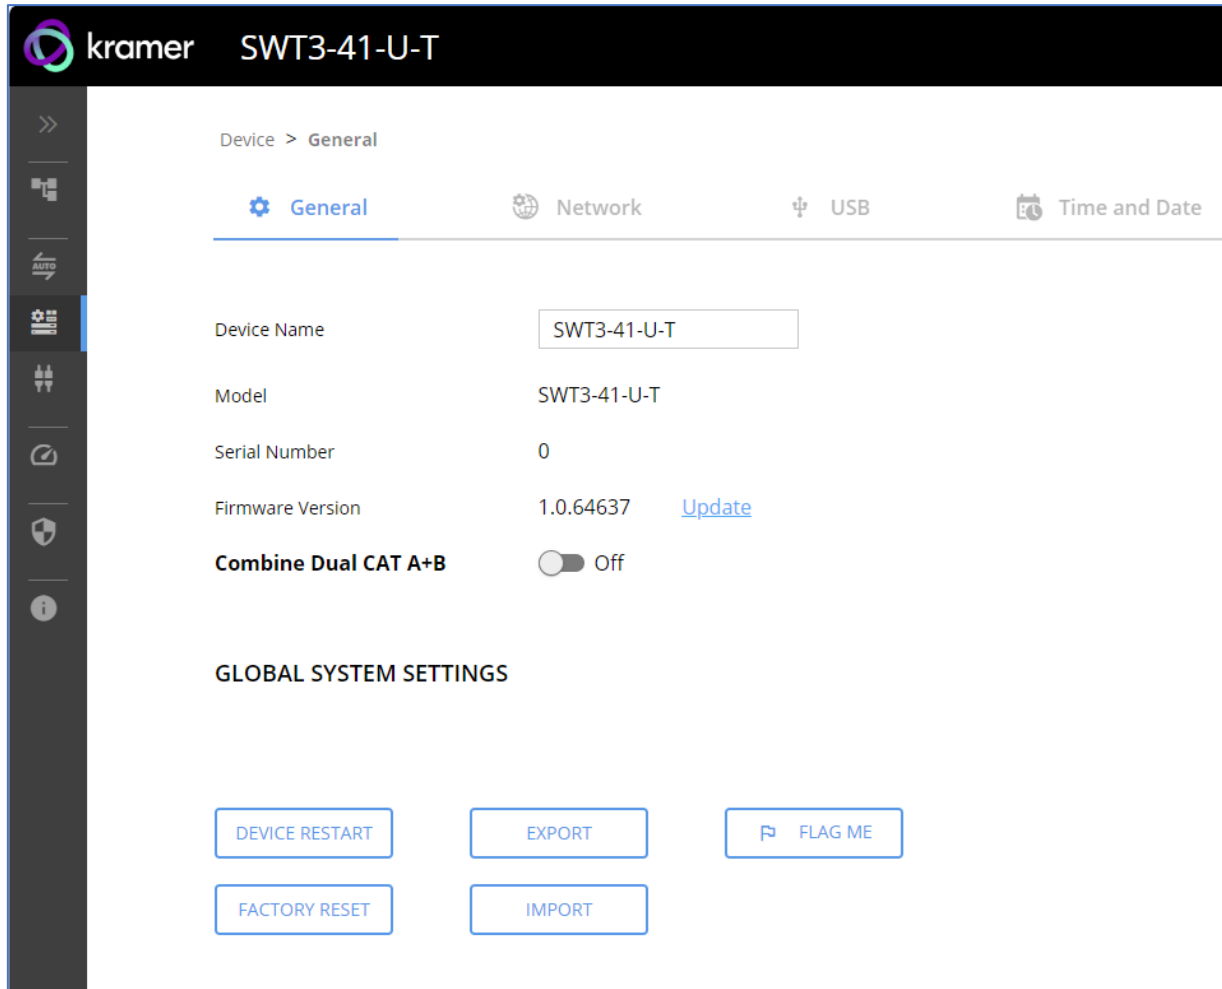 kramer SWT3-41-U-T
Device > General
General Network USB Time and Date
AUTO
Device Name SWT3-41-U-T
Model SWT3-41-U-T
Serial Number 0
Firmware Version 1.0.64637 Update
Combine Dual CAT A+B Off
GLOBAL SYSTEM SETTINGS
DEVICE RESTART EXPORT FLAG ME
FACTORY RESET IMPORT